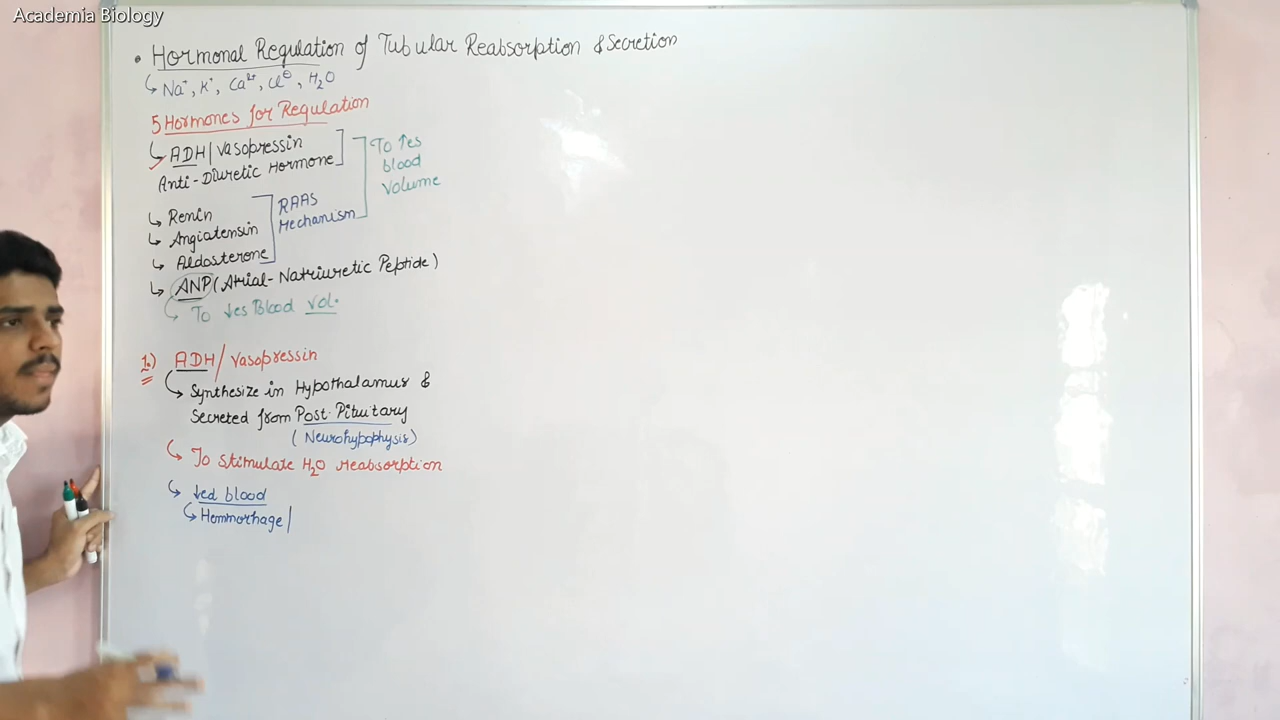 Academia Biology
• Hormonal Regulation of Tubular Reabsorption & Secretion
↳ Na⁺, K⁺, Ca²⁺, Cl⊖, H₂O
5 Hormones for Regulation
↳ ADH/Vasopressin
Anti-Diuretic Hormone
To ↑es
blood
volume
↳ Renin
↳ Angiatensin
↳ Aldosterone
RAAS
Mechanism
↳ ANP (Atrial-Natriuretic Peptide)
↳ To ↓es Blood vol.
1.) ADH/Vasopressin
↳ Synthesize in Hypothalamus &
Secreted from Post. Pituitary
(Neurohypophysis)
↳ To Stimulate H₂O reabsorption
↳ ↓ed blood
↳ Hemmorhage/